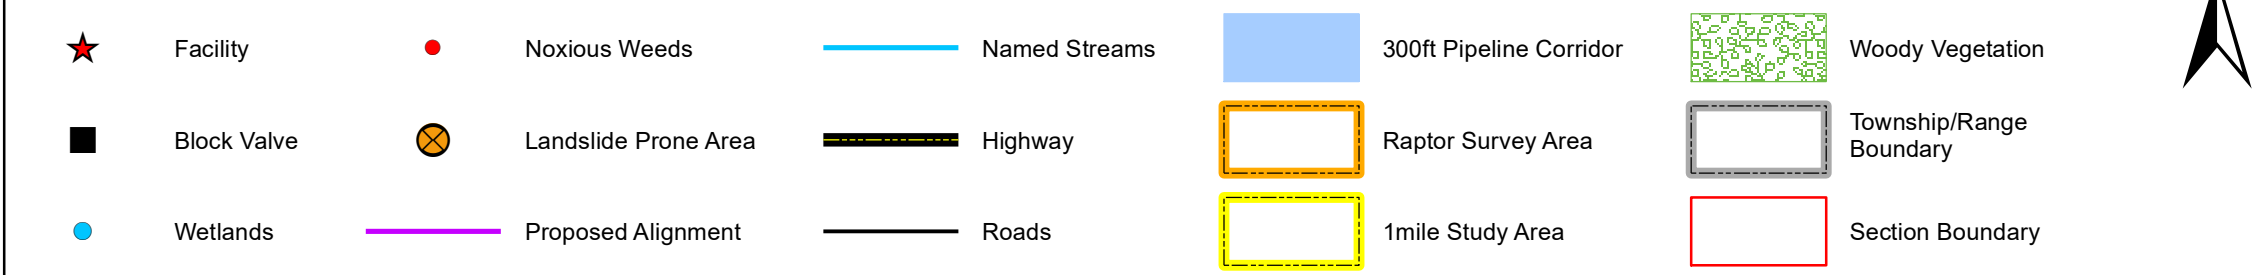 Facility
Noxious Weeds
Named Streams
300ft Pipeline Corridor
Woody Vegetation
Block Valve
Landslide Prone Area
Highway
Raptor Survey Area
Township/Range
Boundary
Wetlands
Proposed Alignment
Roads
1mile Study Area
Section Boundary